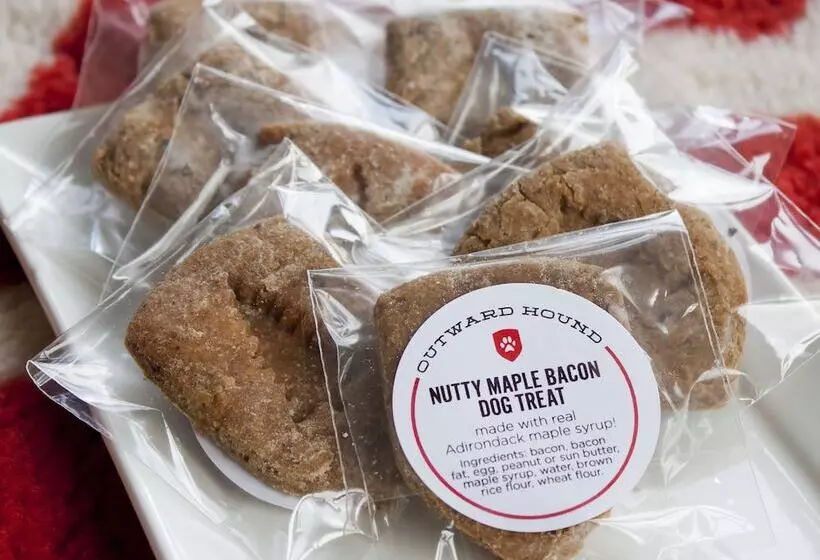 OUTWARD HOUND
NUTTY MAPLE BACON
DOG TREAT
made with real
Adirondack maple syrup!
Ingredients: bacon, bacon
fat, egg, peanut or sun butter,
maple syrup, water, brown
rice flour, wheat flour.